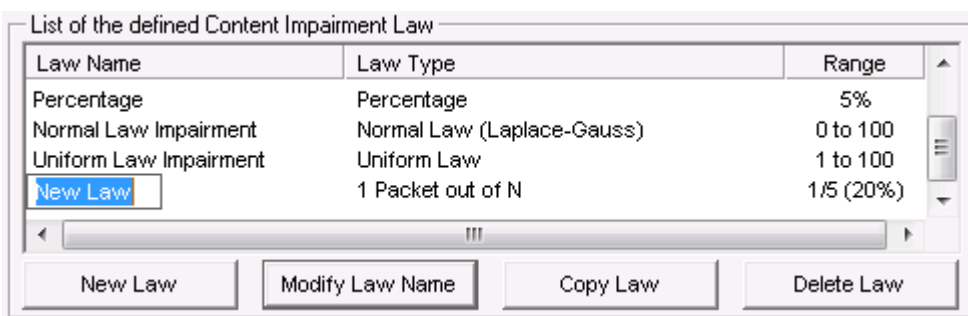 List of the defined Content Impairment Law
Law Name Law Type Range
Percentage Percentage 5%
Normal Law Impairment Normal Law (Laplace-Gauss) 0 to 100
Uniform Law Impairment Uniform Law 1 to 100
New Law 1 Packet out of N 1/5 (20%)
New Law Modify Law Name Copy Law Delete Law